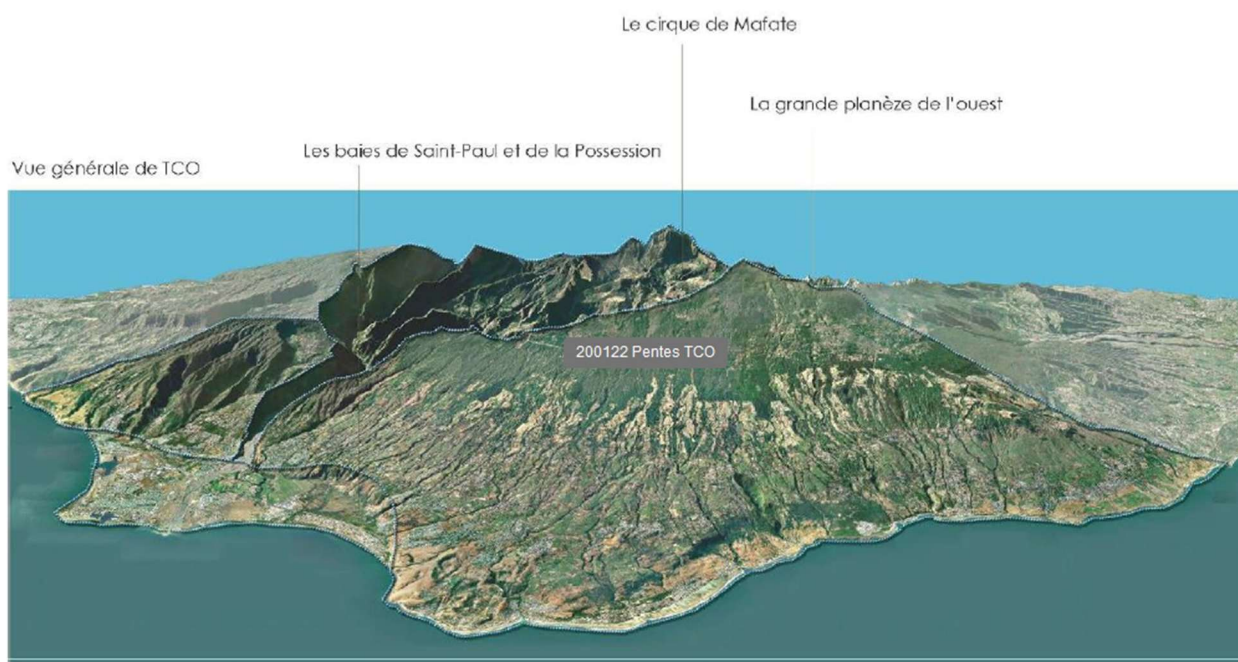 Le cirque de Mafate
La grande planèze de l'ouest
Les baies de Saint-Paul et de la Possession
Vue générale de TCO
200122 Pentes TCO